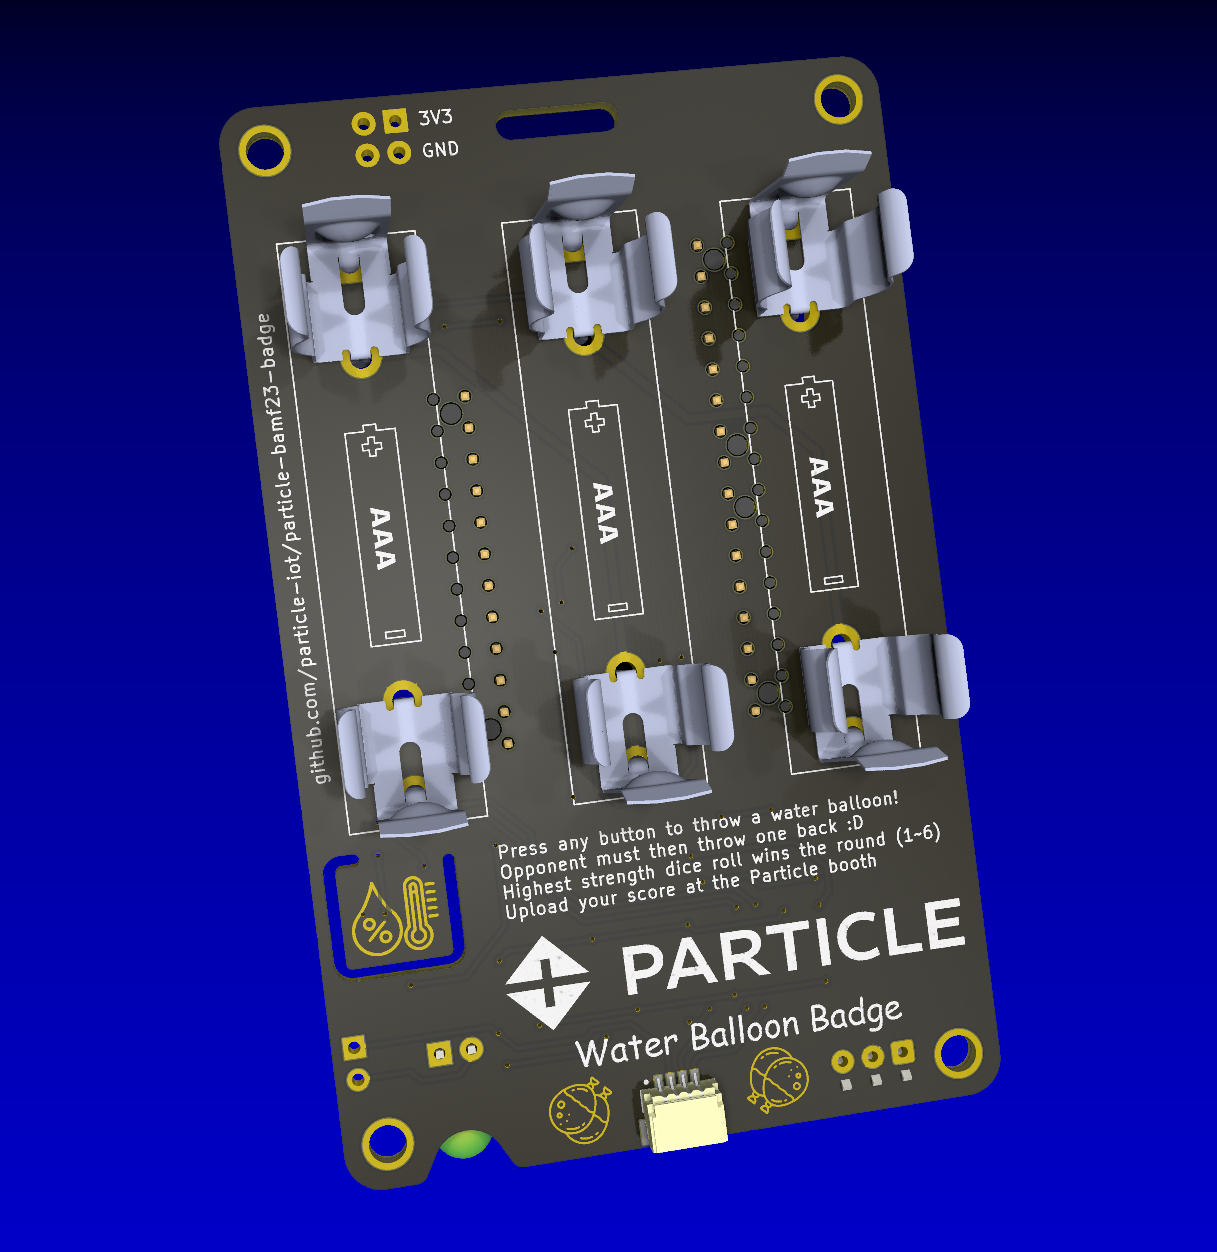 3V3
GND
github.com/particle-iot/particle-bamf23-badge
AAA
AAA
AAA
Press any button to throw a water balloon!
Opponent must then throw one back :D
Highest strength dice roll wins the round (1~6)
Upload your score at the Particle booth
%
PARTICLE
Water Balloon Badge